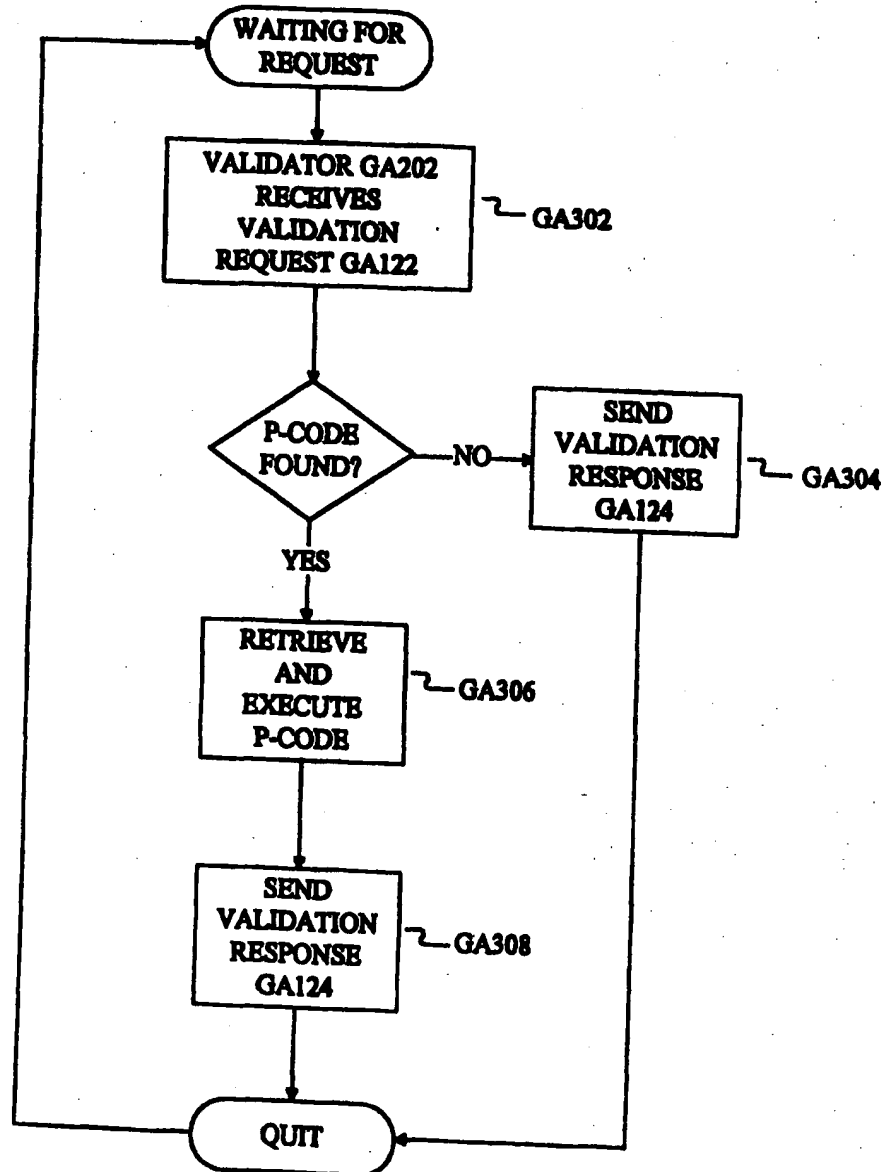 WAITING FOR
REQUEST
VALIDATOR GA202
RECEIVES
VALIDATION
REQUEST GA122
GA302
P-CODE
FOUND?
NO
SEND
VALIDATION
RESPONSE
GA124
GA304
YES
RETRIEVE
AND
EXECUTE
P-CODE
GA306
SEND
VALIDATION
RESPONSE
GA124
GA308
QUIT